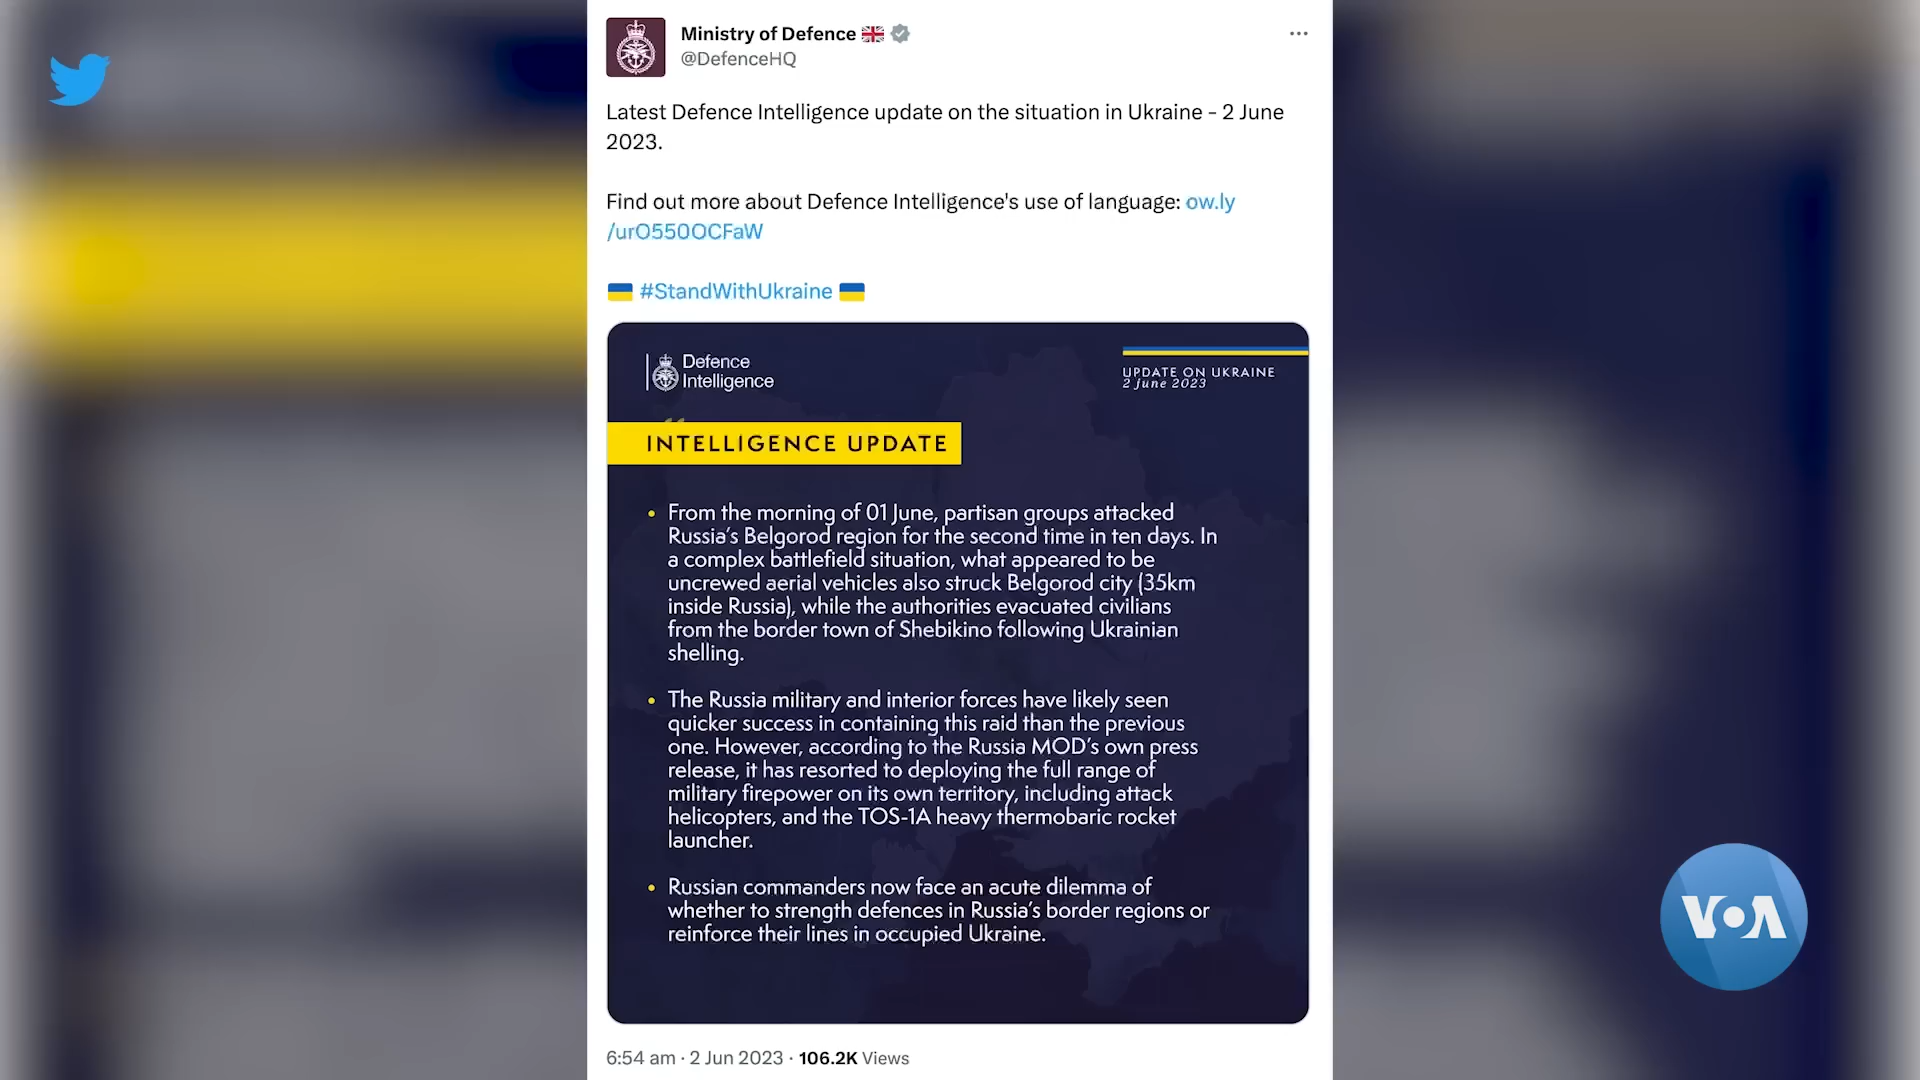 Ministry of Defence
@DefenceHQ
Latest Defence Intelligence update on the situation in Ukraine - 2 June
2023.
Find out more about Defence Intelligence's use of language: ow.ly
/urO550OCFaW
#StandWithUkraine
Defence
Intelligence
UPDATE ON UKRAINE
2 June 2023
INTELLIGENCE UPDATE
• From the morning of 01 June, partisan groups attacked
Russia's Belgorod region for the second time in ten days. In
a complex battlefield situation, what appeared to be
uncrewed aerial vehicles also struck Belgorod city (35km
inside Russia), while the authorities evacuated civilians
from the border town of Shebikino following Ukrainian
shelling.
• The Russia military and interior forces have likely seen
quicker success in containing this raid than the previous
one. However, according to the Russia MOD's own press
release, it has resorted to deploying the full range of
military firepower on its own territory, including attack
helicopters, and the TOS-1A heavy thermobaric rocket
launcher.
• Russian commanders now face an acute dilemma of
whether to strength defences in Russia's border regions or
reinforce their lines in occupied Ukraine.
VOA
6:54 am · 2 Jun 2023 · 106.2K Views